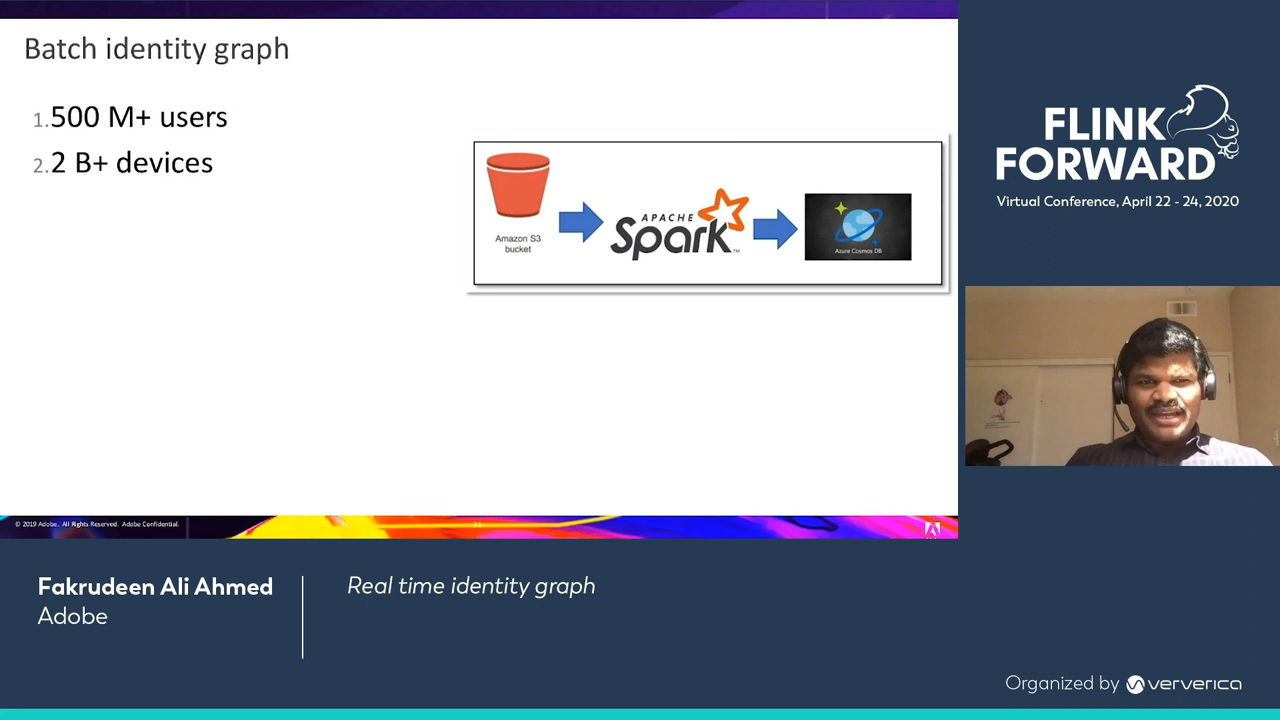 Batch identity graph
1. 500 M+ users
2. 2 B+ devices
Amazon S3
bucket
APACHE
Spark™
Azure Cosmos DB
© 2019 Adobe. All Rights Reserved. Adobe Confidential.
FLINK
FORWARD
Virtual Conference, April 22 - 24, 2020
Fakrudeen Ali Ahmed
Adobe
Real time identity graph
Organized by ververica